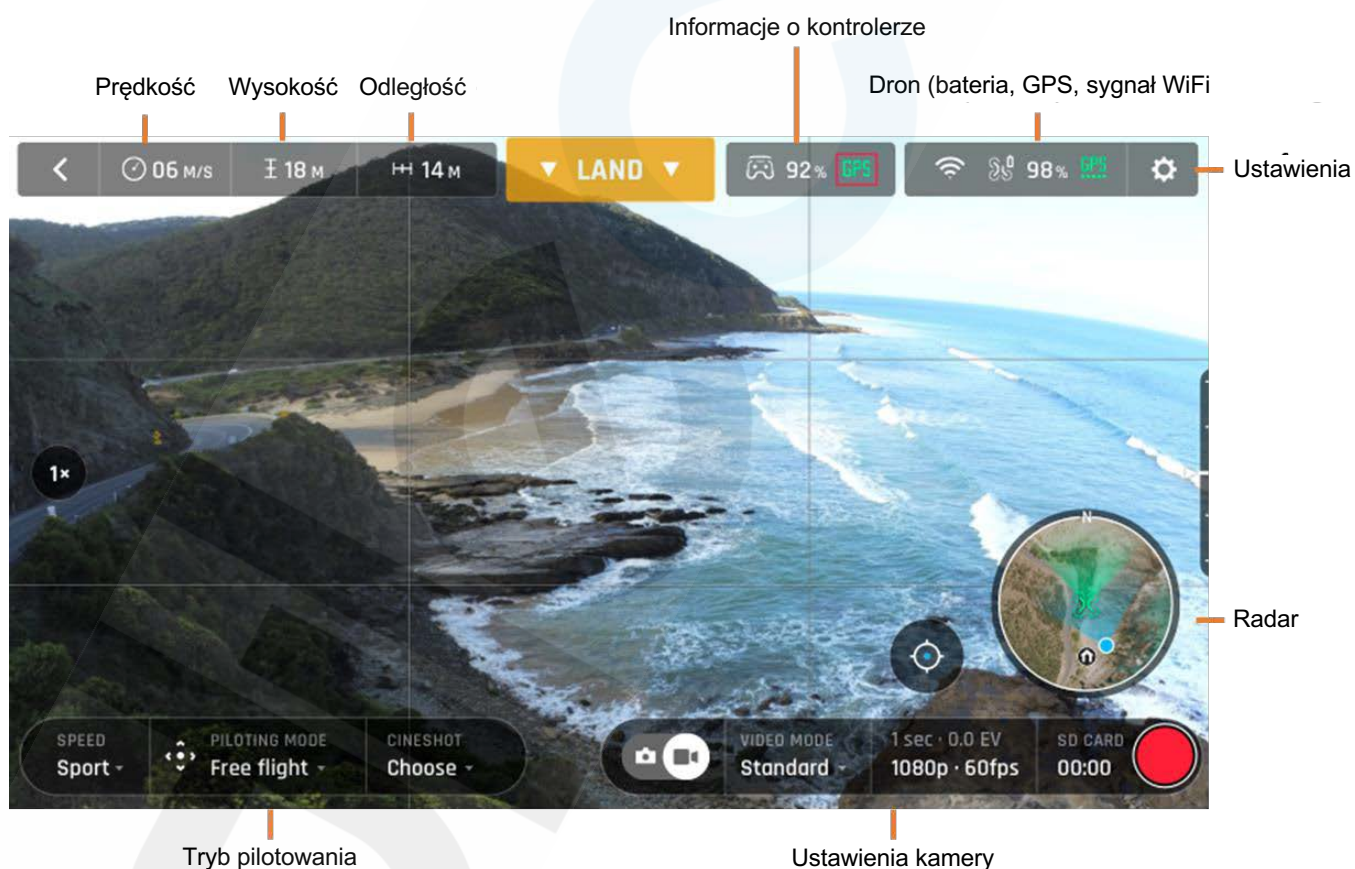 Informacje o kontrolerze
Prędkość Wysokość Odległość Dron (bateria, GPS, sygnał WiFi
06 M/S 18 M 14 M LAND 92% GPS 98% GPS Ustawienia
1×
N
Radar
SPEED PILOTING MODE CINESHOT VIDEO MODE 1 sec · 0.0 EV SD CARD
Sport Free flight Choose Standard 1080p · 60fps 00:00
Tryb pilotowania Ustawienia kamery